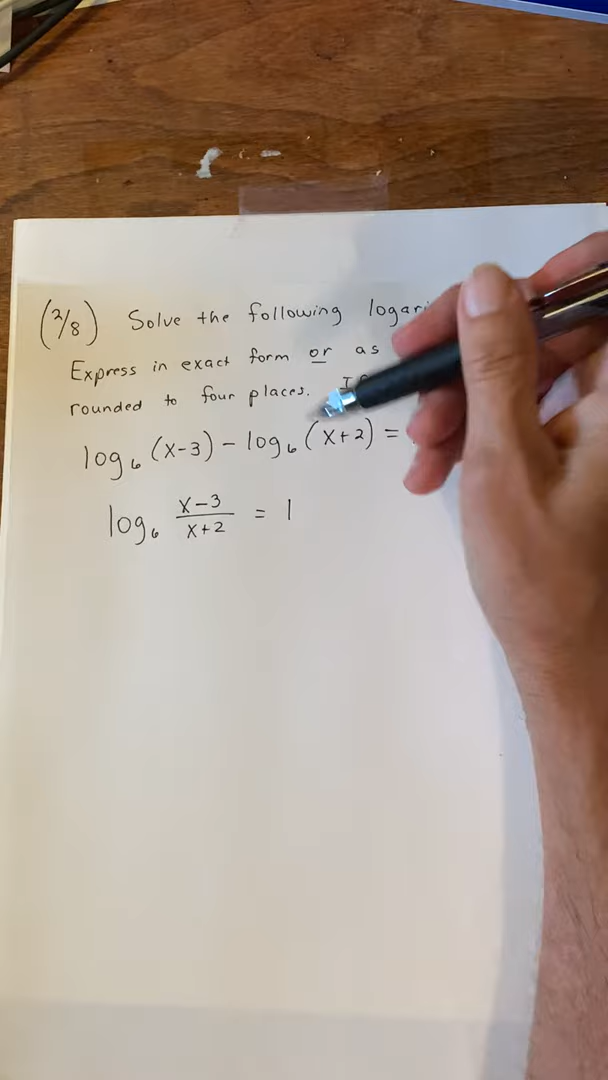 (2/8) Solve the following
Express in exact form or as
rounded to four places.
log₆ (x-3) - log₆ (x+2) =
log₆ x-3/x+2 = 1